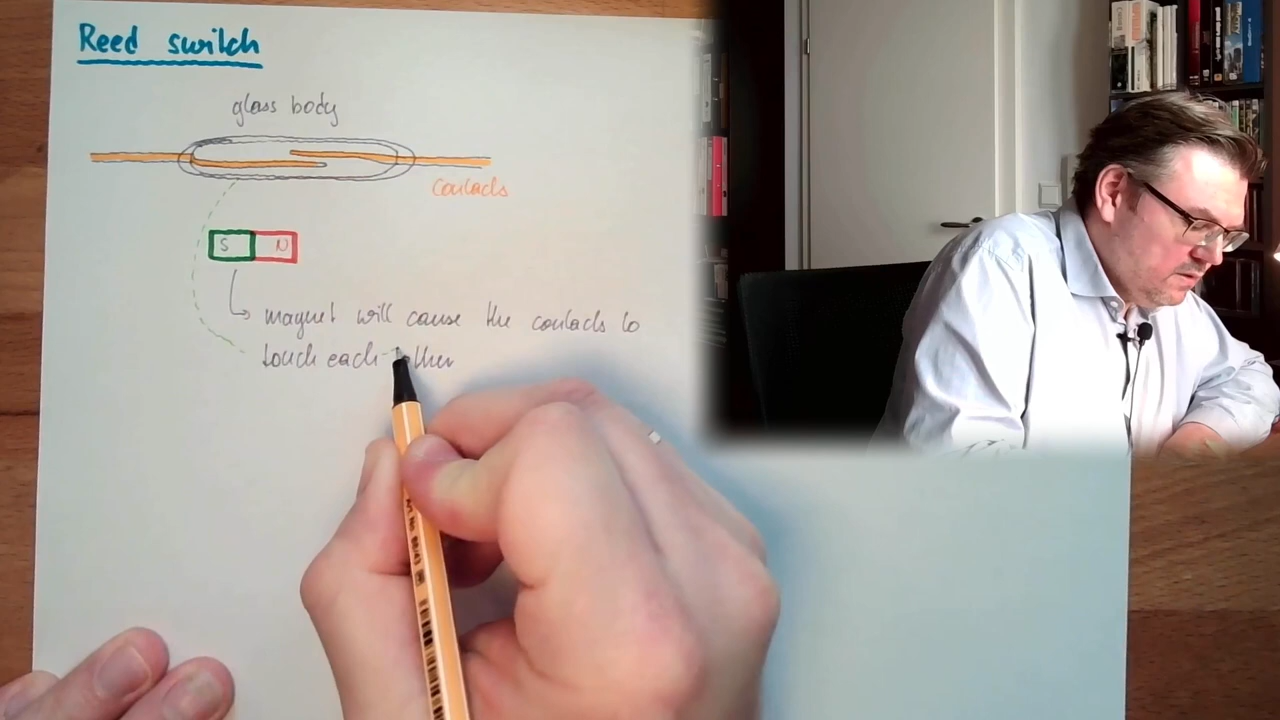 Reed switch
glass body
contacts
S N
magnet will cause the contacts to
touch each other